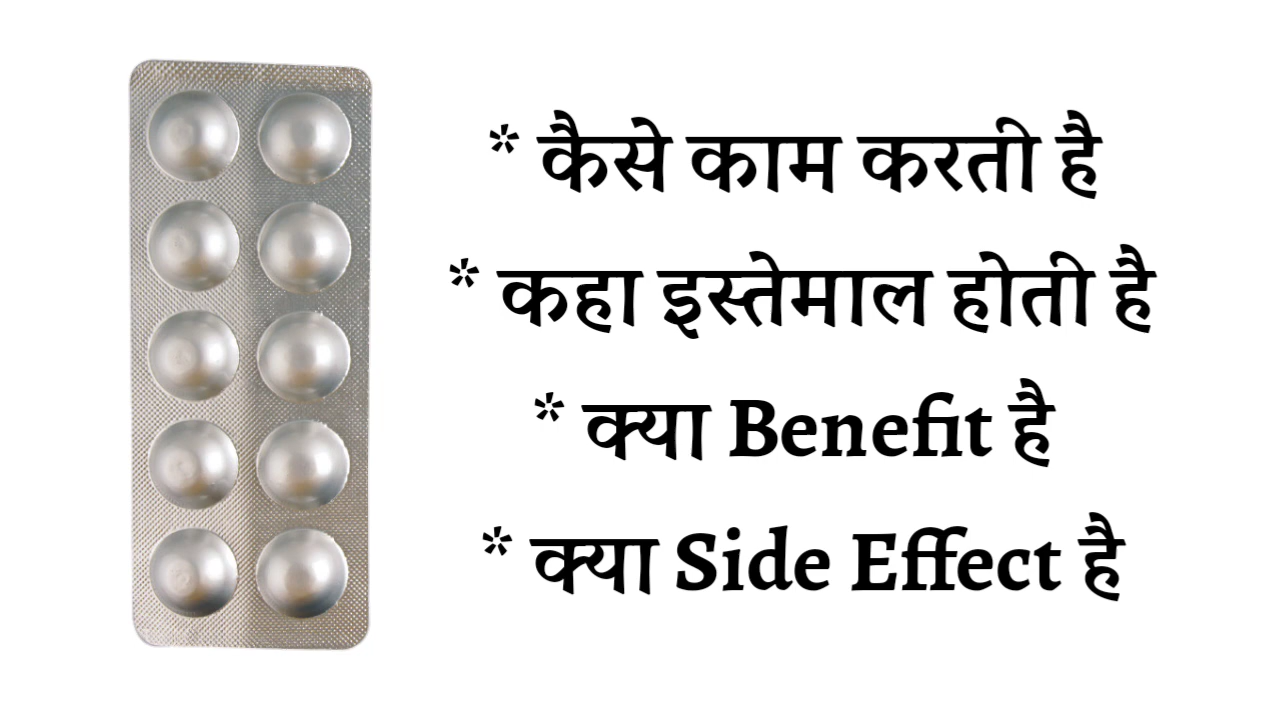 * कैसे काम करती है
* कहा इस्तेमाल होती है
* क्या Benefit है
* क्या Side Effect है